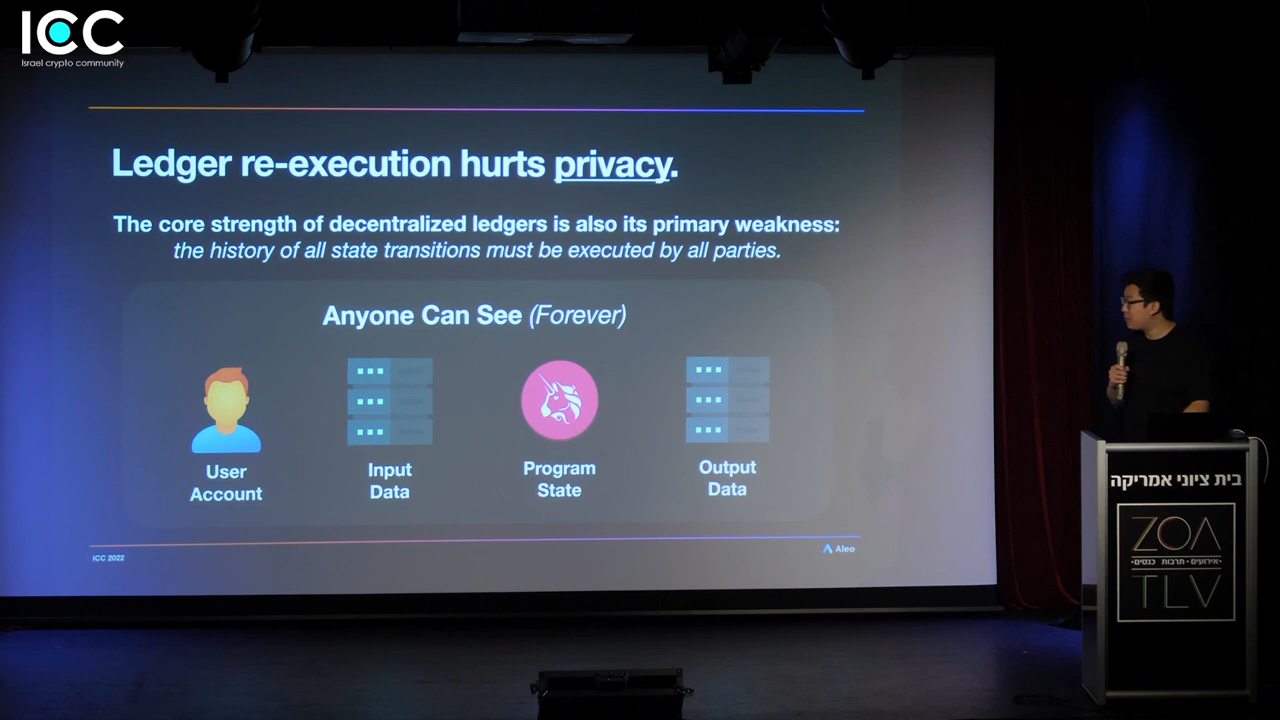 ICC
Israel crypto community
Ledger re-execution hurts privacy.
The core strength of decentralized ledgers is also its primary weakness:
the history of all state transitions must be executed by all parties.
Anyone Can See (Forever)
User
Account
Input
Data
Program
State
Output
Data
ICC 2022
Aleo
בית ציוני אמריקה
ZOA
•אירועים • תרבות כנסים•
TLV